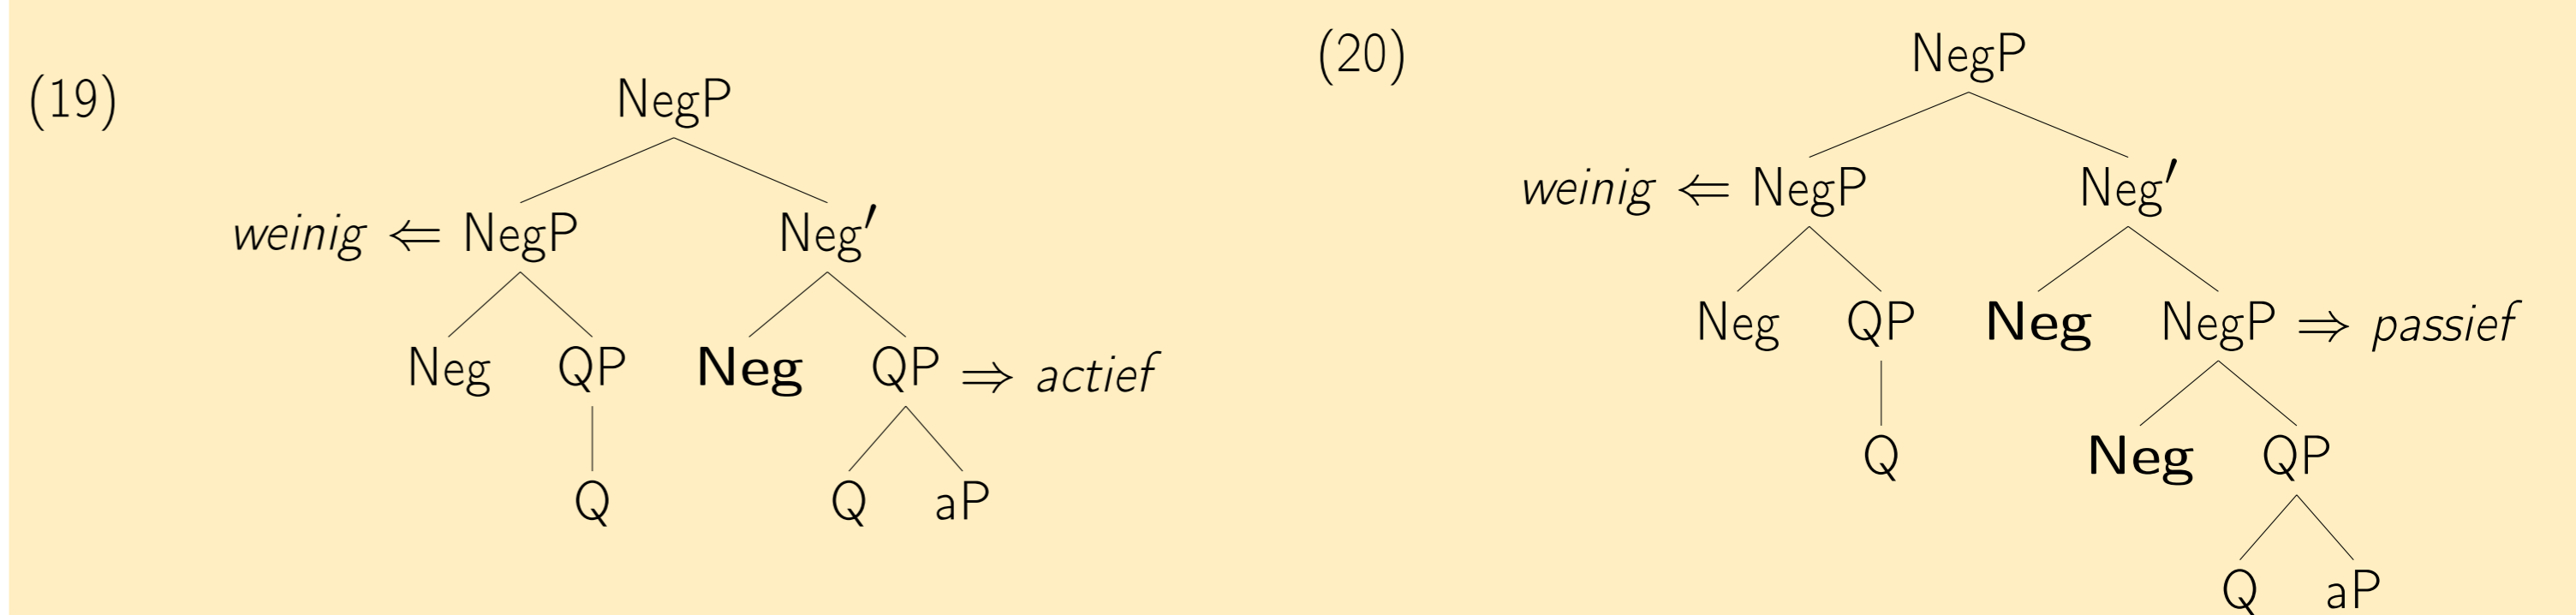 (19)
NegP
weinig ⇐ NegP Neg′
Neg QP Neg QP ⇒ actief
Q Q aP
(20)
NegP
weinig ⇐ NegP Neg′
Neg QP Neg NegP ⇒ passief
Q Neg QP
Q aP